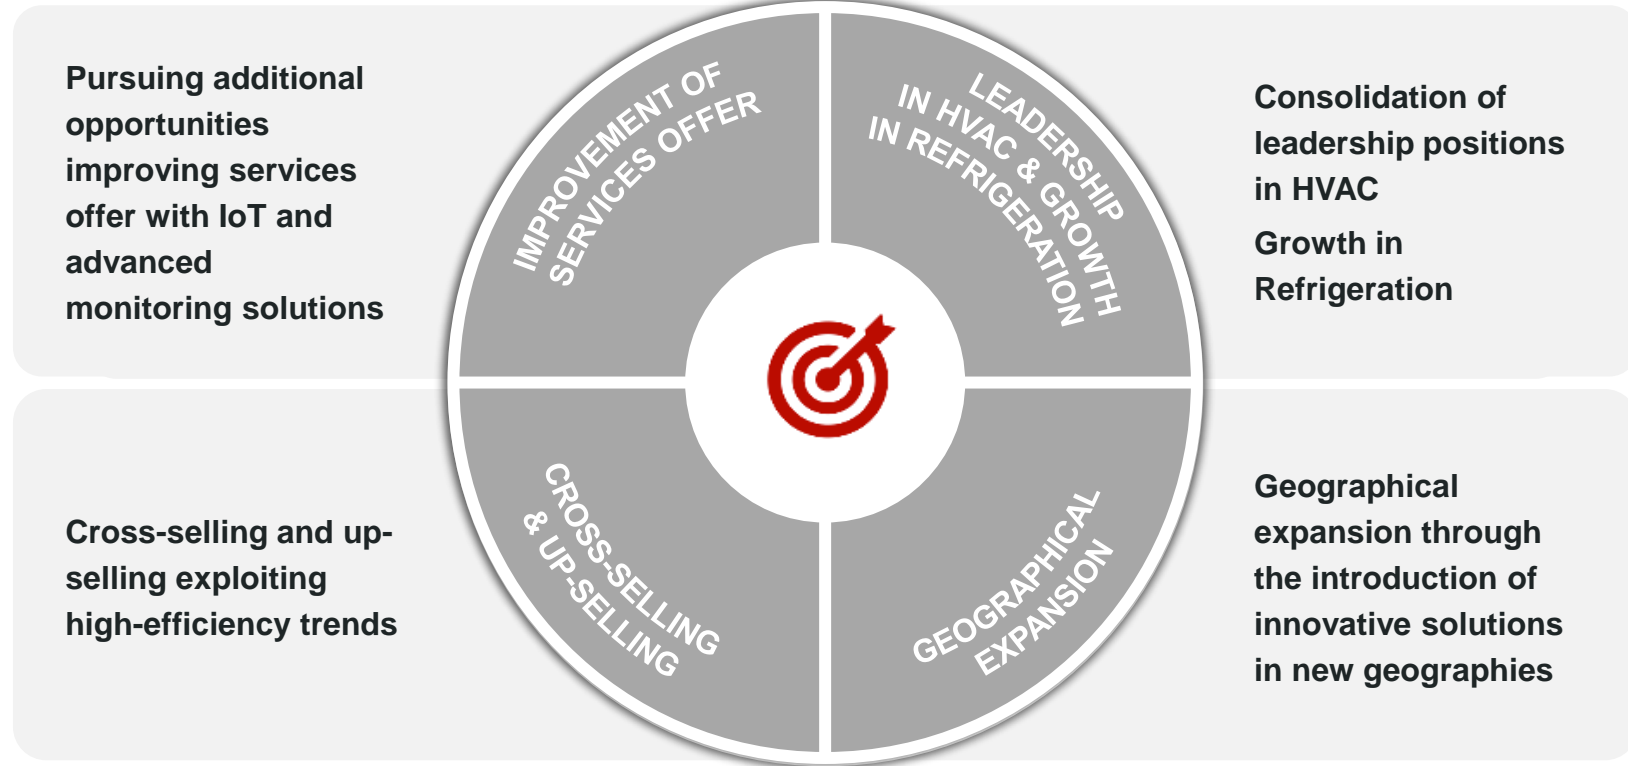 Pursuing additional
opportunities
improving services
offer with IoT and
advanced
monitoring solutions
IMPROVEMENT OF
SERVICES OFFER
LEADERSHIP
IN HVAC & GROWTH
IN REFRIGERATION
Consolidation of
leadership positions
in HVAC
Growth in
Refrigeration
Cross-selling and up-
selling exploiting
high-efficiency trends
CROSS-SELLING
& UP-SELLING
GEOGRAPHICAL
EXPANSION
Geographical
expansion through
the introduction of
innovative solutions
in new geographies